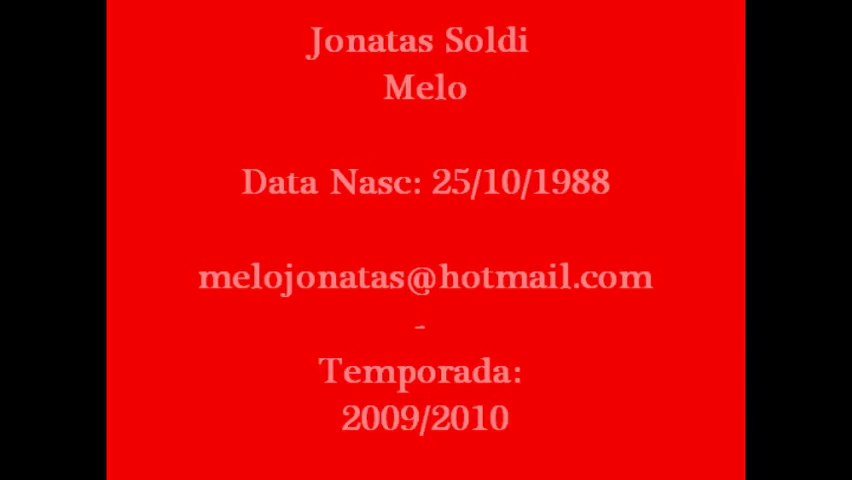 Jonatas Soldi
Melo
Data Nasc: 25/10/1988
melojonatas@hotmail.com
-
Temporada:
2009/2010